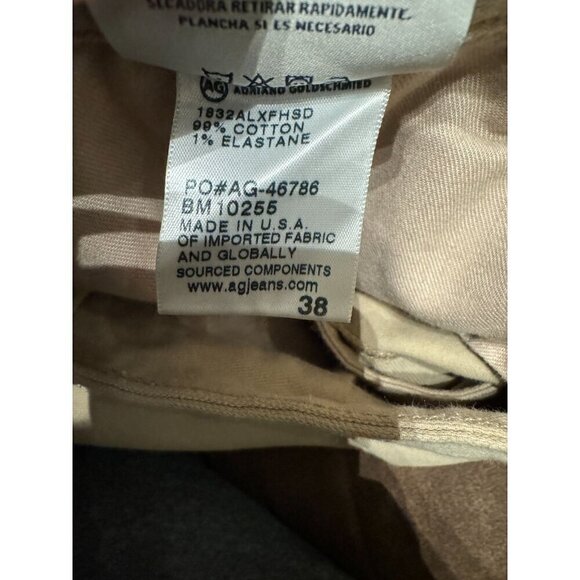 SECADORA RETIRAR RAPIDAMENTE.
PLANCHA SI ES NECESARIO
AG ADRIANO GOLDSCHMIED
1832ALXFHSD
99% COTTON
1% ELASTANE
PO#AG-46786
BM10255
MADE IN U.S.A.
OF IMPORTED FABRIC
AND GLOBALLY
SOURCED COMPONENTS
www.agjeans.com
38